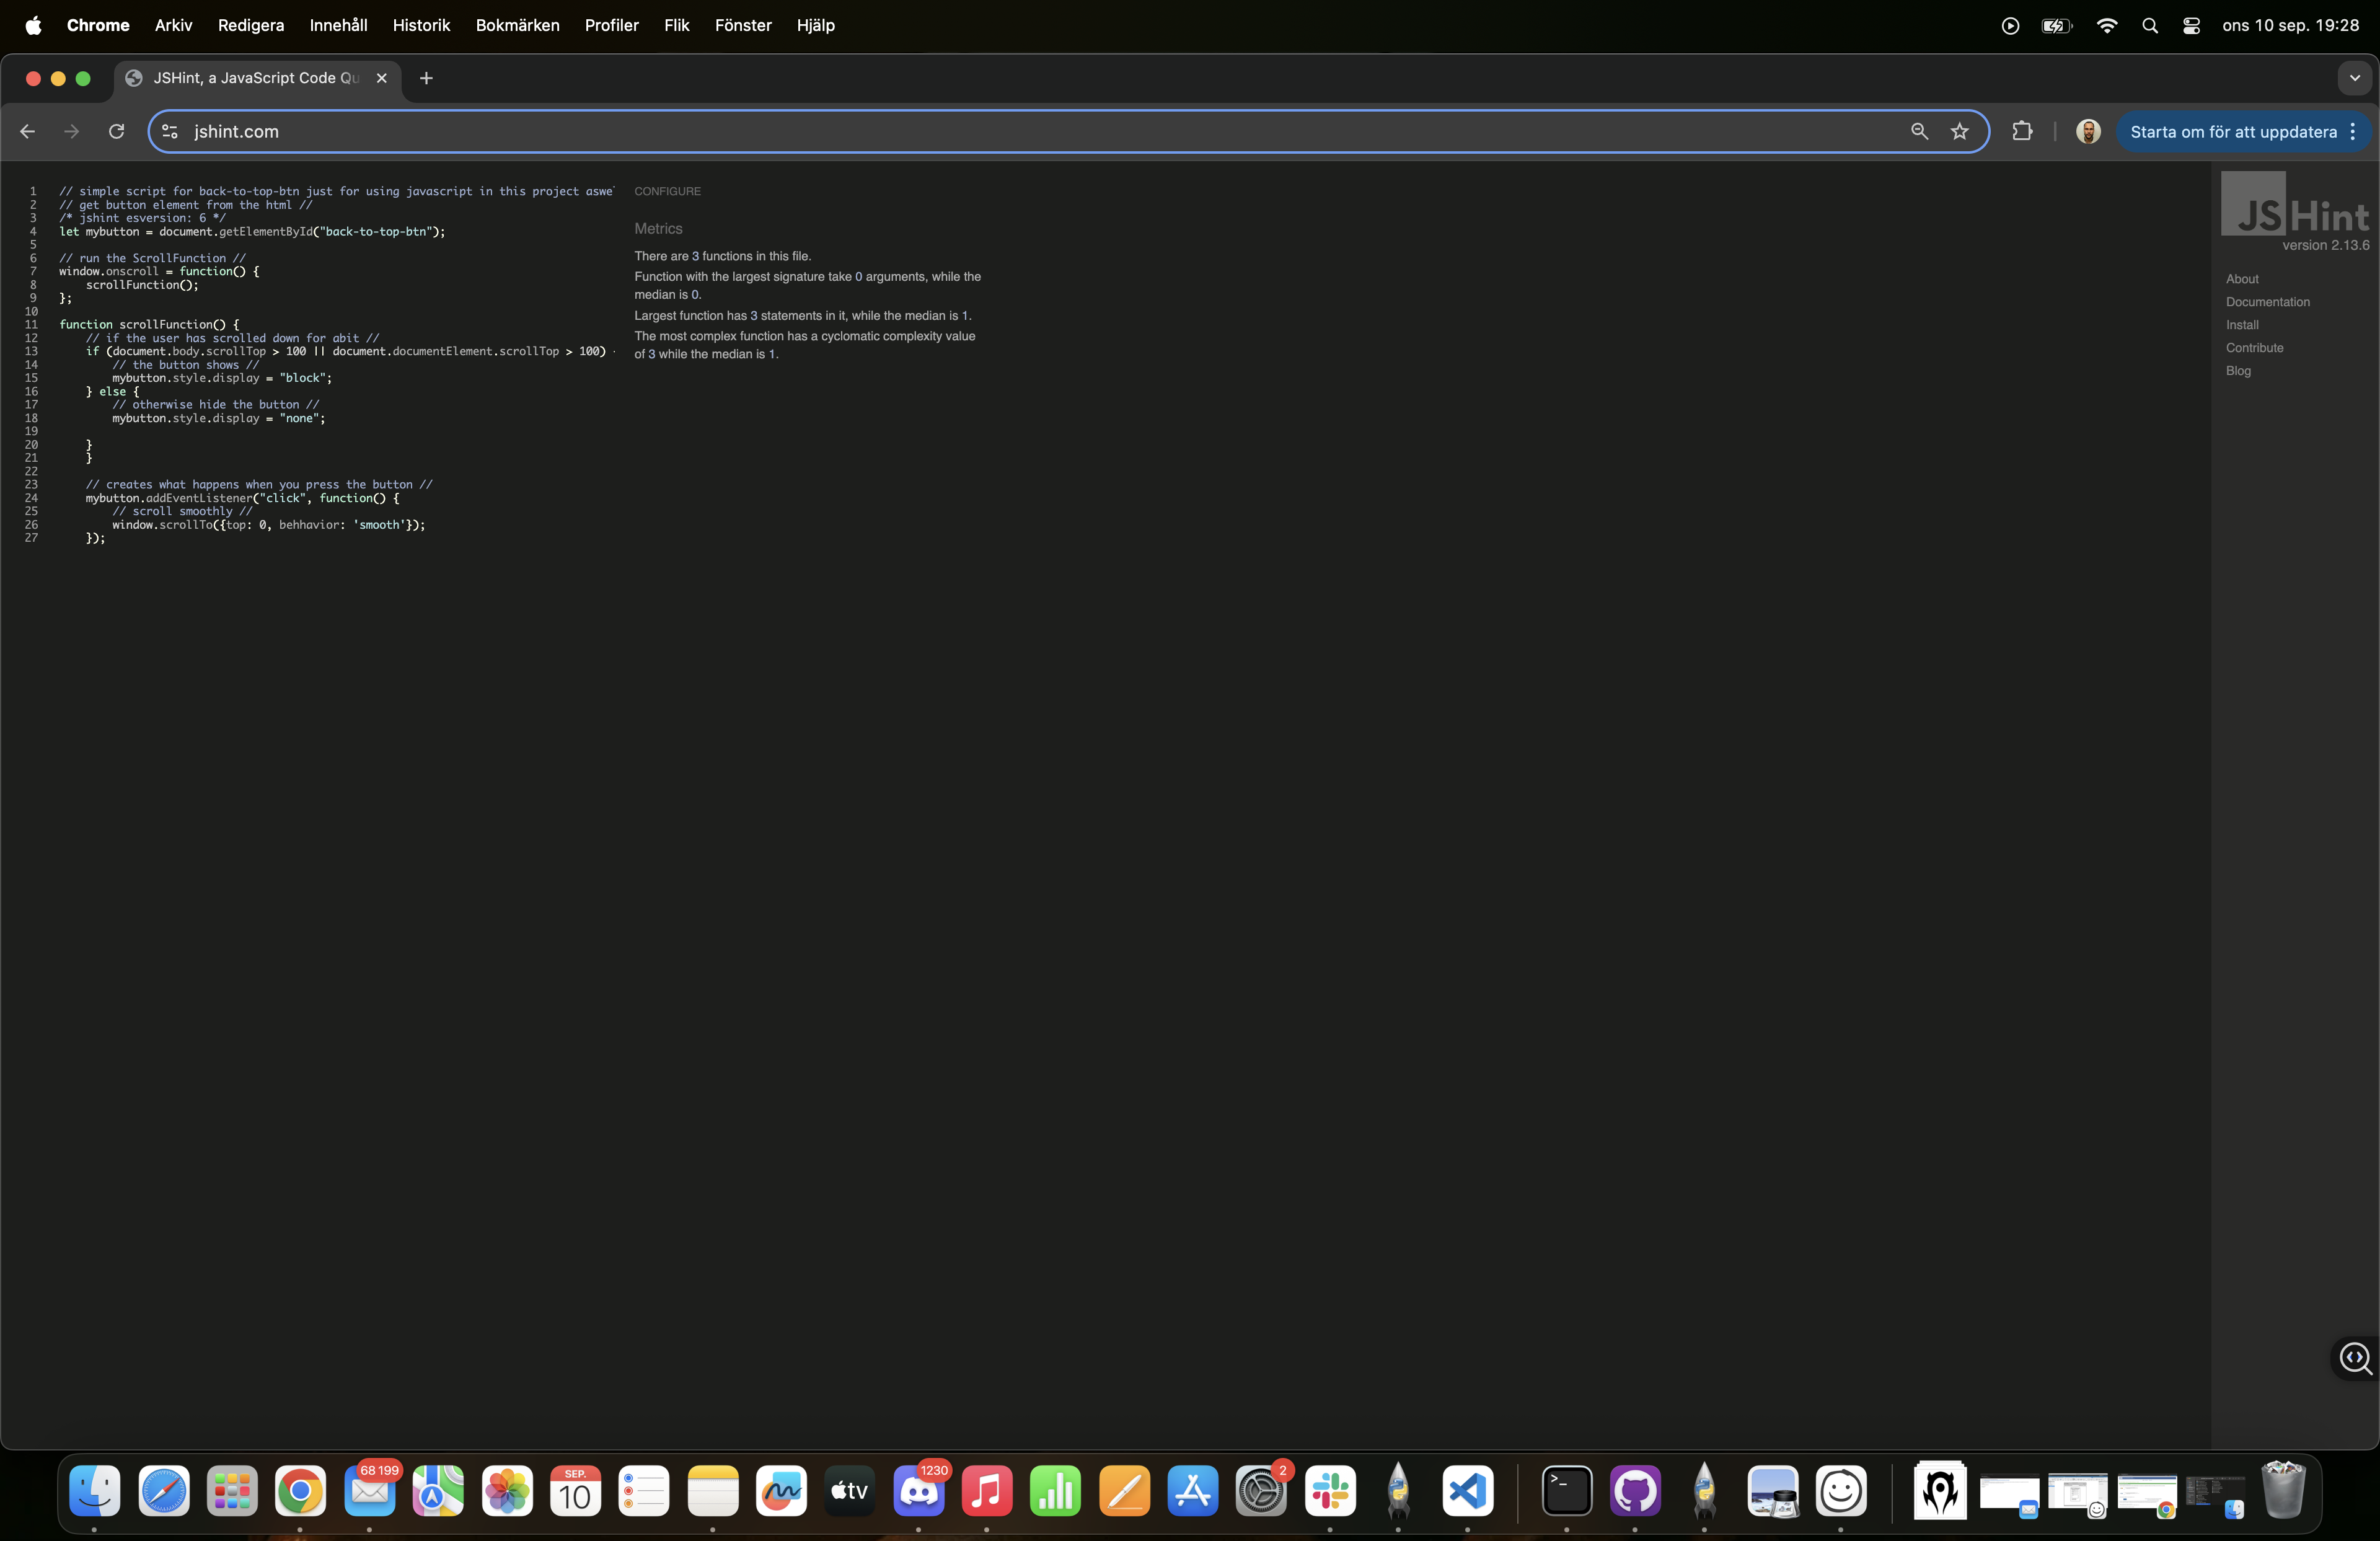 Chrome Arkiv Redigera Innehåll Historik Bokmärken Profiler Flik Fönster Hjälp ons 10 sep. 19:28
JSHint, a JavaScript Code Qu
jshint.com Starta om för att uppdatera
1 // simple script for back-to-top-btn just for using javascript in this project aswe
2 // get button element from the html //
3 /* jshint esversion: 6 */
4 let mybutton = document.getElementById("back-to-top-btn");
5
6 // run the ScrollFunction //
7 window.onscroll = function() {
8 scrollFunction();
9 };
10
11 function scrollFunction() {
12 // if the user has scrolled down for abit //
13 if (document.body.scrollTop > 100 || document.documentElement.scrollTop > 100)
14 // the button shows //
15 mybutton.style.display = "block";
16 } else {
17 // otherwise hide the button //
18 mybutton.style.display = "none";
19
20 }
21 }
22
23 // creates what happens when you press the button //
24 mybutton.addEventListener("click", function() {
25 // scroll smoothly //
26 window.scrollTo({top: 0, behhavior: 'smooth'});
27 });
CONFIGURE
Metrics
There are 3 functions in this file.
Function with the largest signature take 0 arguments, while the
median is 0.
Largest function has 3 statements in it, while the median is 1.
The most complex function has a cyclomatic complexity value
of 3 while the median is 1.
JSHint
version 2.13.6
About
Documentation
Install
Contribute
Blog
68 199
SEP.
10
tv
1230
2
>_